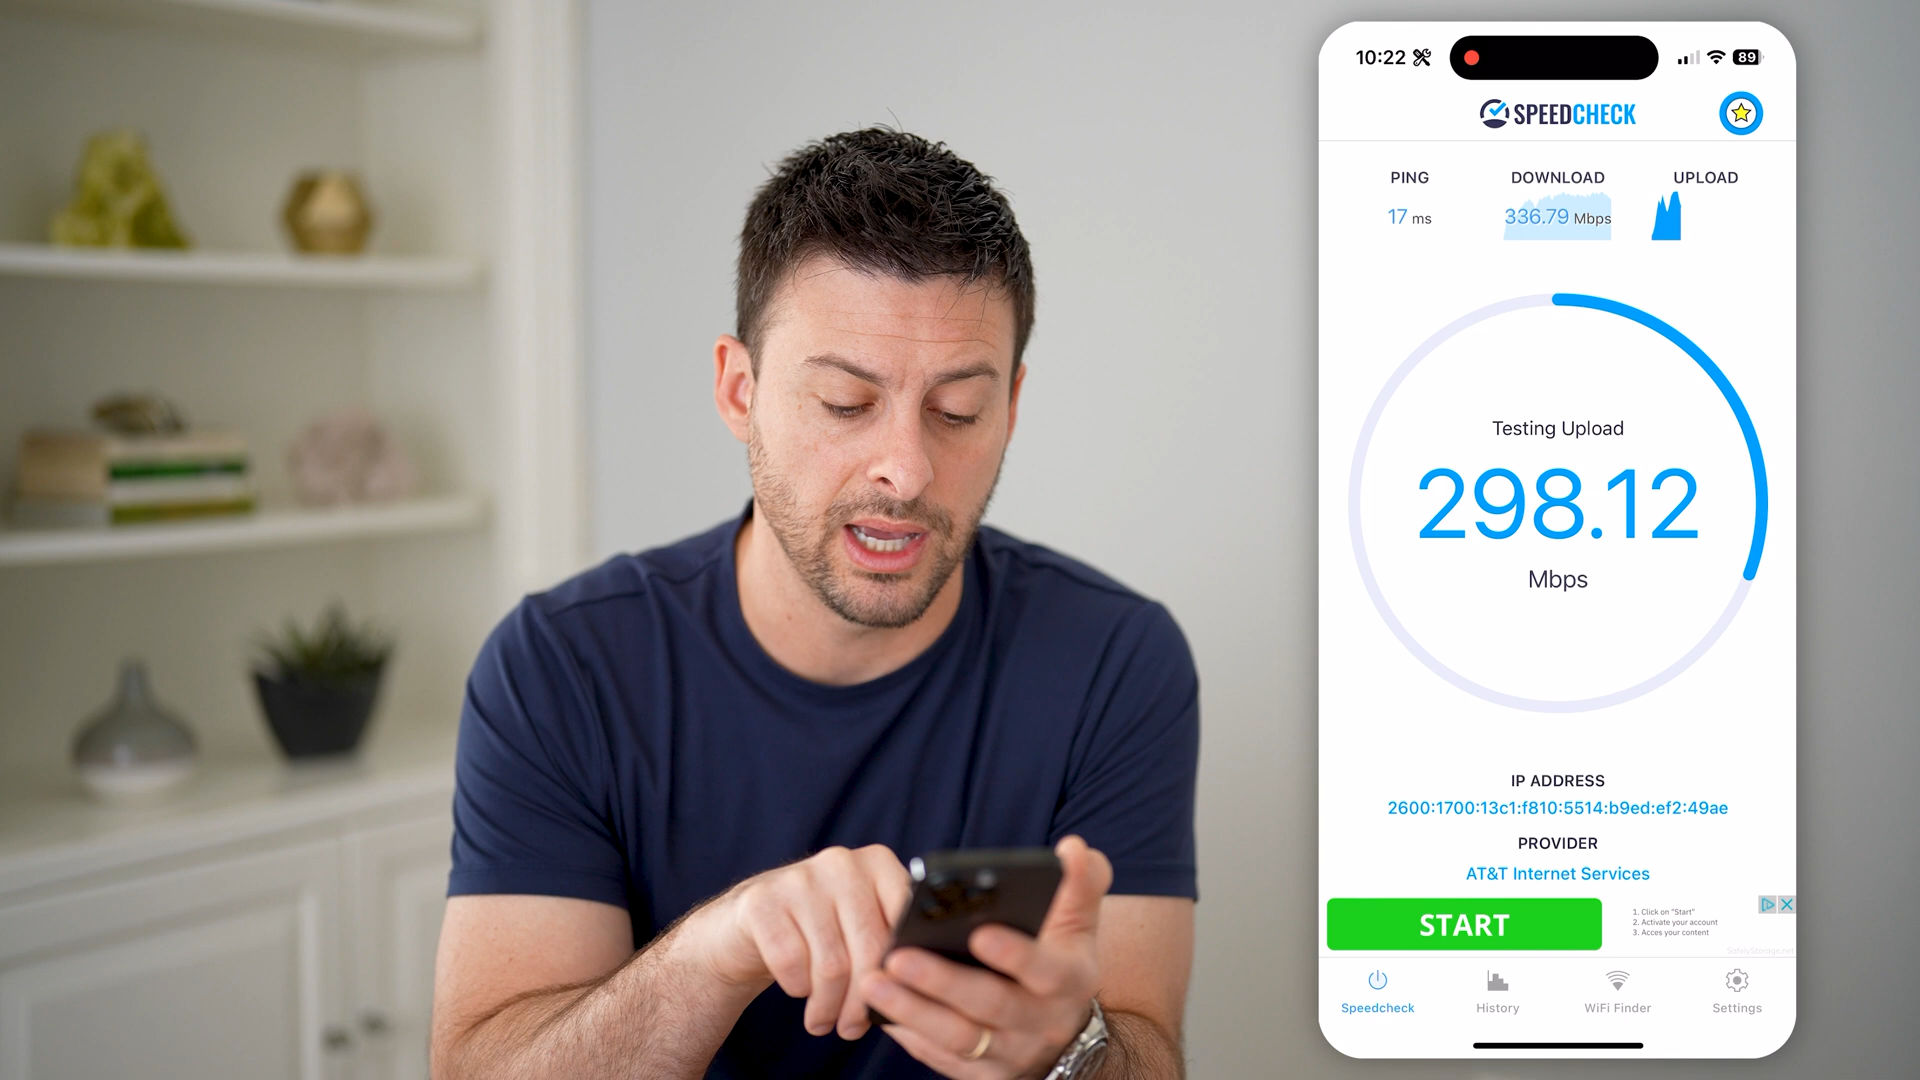 10:22
89
SPEEDCHECK
PING
DOWNLOAD
UPLOAD
17 ms
336.79 Mbps
Testing Upload
298.12
Mbps
IP ADDRESS
2600:1700:13c1:f810:5514:b9ed:ef2:49ae
PROVIDER
AT&T Internet Services
START
1. Click on "Start"
2. Activate your account
3. Acces your content
SafelyStorage.net
Speedcheck
History
WiFi Finder
Settings